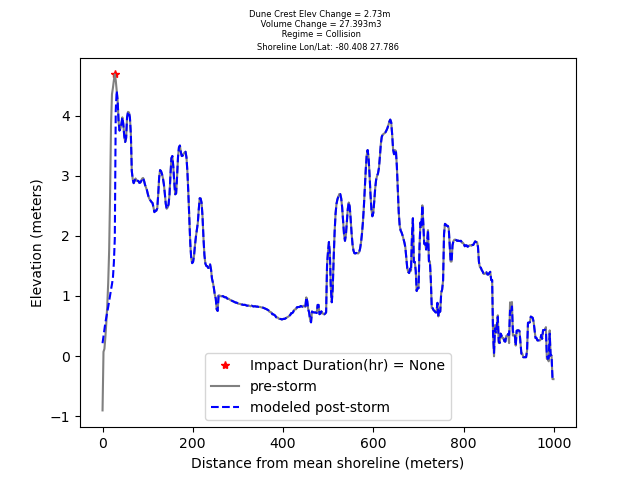 Dune Crest Elev Change = 2.73m
Volume Change = 27.393m3
Regime = Collision
Shoreline Lon/Lat: -80.408 27.786
Elevation (meters)
4
3
2
1
0
−1
Impact Duration(hr) = None
pre-storm
modeled post-storm
0 200 400 600 800 1000
Distance from mean shoreline (meters)